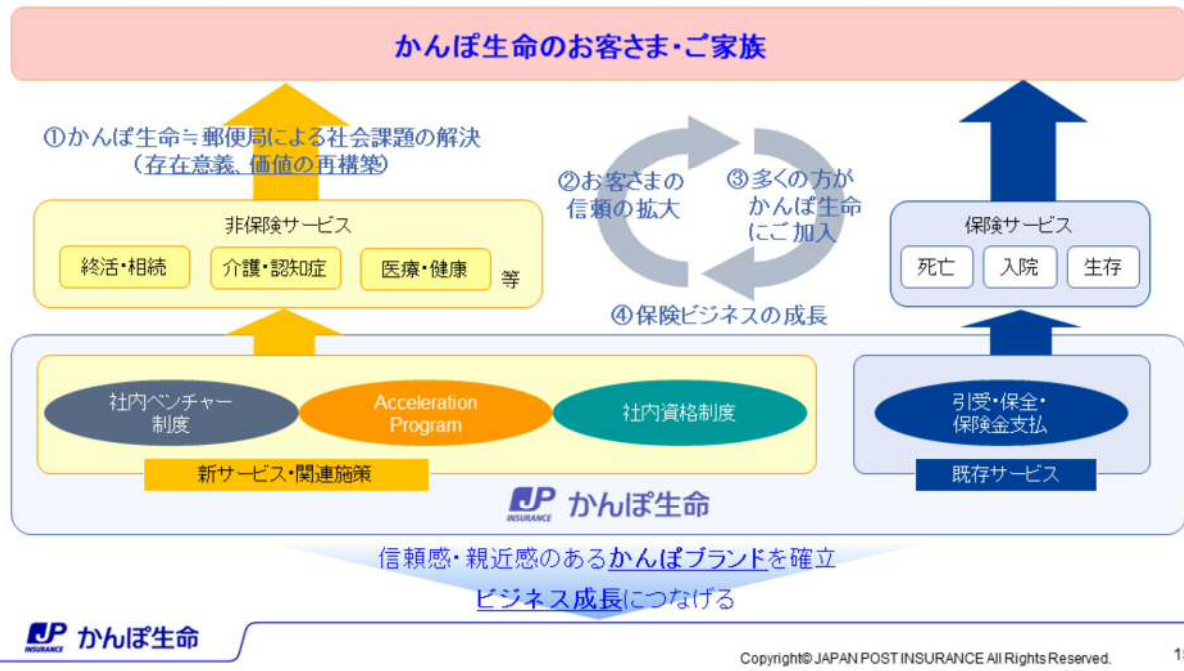 かんぽ生命のお客さま・ご家族
①かんぽ生命≒郵便局による社会課題の解決
（存在意義、価値の再構築）
②お客さまの
信頼の拡大
③多くの方が
かんぽ生命
にご加入
④保険ビジネスの成長
非保険サービス
終活・相続
介護・認知症
医療・健康
等
保険サービス
死亡
入院
生存
社内ベンチャー
制度
Acceleration
Program
社内資格制度
引受・保全・
保険金支払
新サービス・関連施策
既存サービス
JP
INSURANCE
かんぽ生命
信頼感・親近感のあるかんぽブランドを確立
ビジネス成長につなげる
JP
INSURANCE
かんぽ生命
Copyright© JAPAN POST INSURANCE All Rights Reserved.